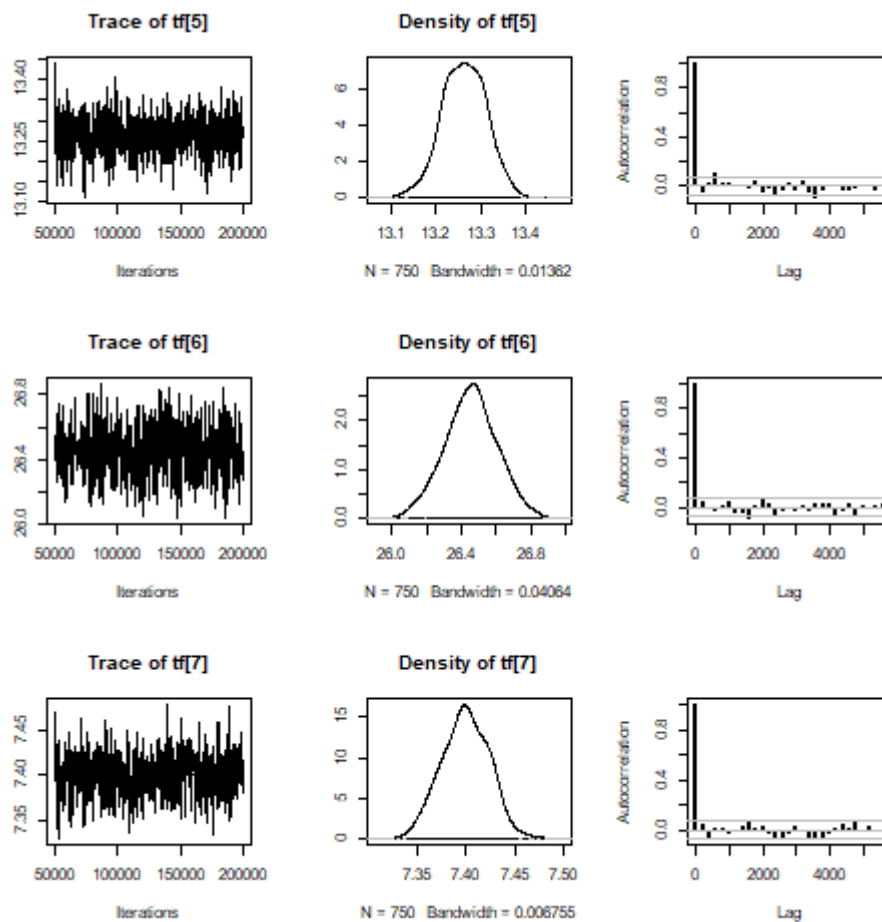 Trace of tf[5]
Density of tf[5]
13.40
13.25
13.10
50000 100000 200000
Iterations
6
4
2
0
13.1 13.2 13.3 13.4
N = 750 Bandwidth = 0.01362
Autocorrelation
0.8
0.4
0.0
0 2000 4000
Lag
Trace of tf[6]
Density of tf[6]
26.8
26.4
26.0
50000 100000 150000 200000
Iterations
2.0
1.0
0.0
26.0 26.4 26.8
N = 750 Bandwidth = 0.04064
Autocorrelation
0.8
0.4
0.0
0 2000 4000
Lag
Trace of tf[7]
Density of tf[7]
7.45
7.40
7.35
50000 100000 150000 200000
Iterations
15
10
5
0
7.35 7.40 7.45 7.50
N = 750 Bandwidth = 0.006755
Autocorrelation
0.8
0.4
0.0
0 2000 4000
Lag